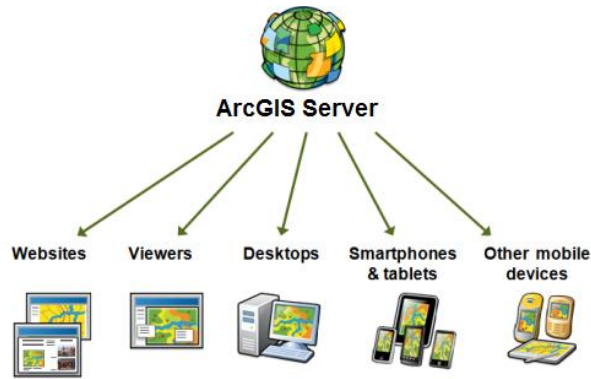 ArcGIS Server
Websites
Viewers
Desktops
Smartphones
& tablets
Other mobile
devices